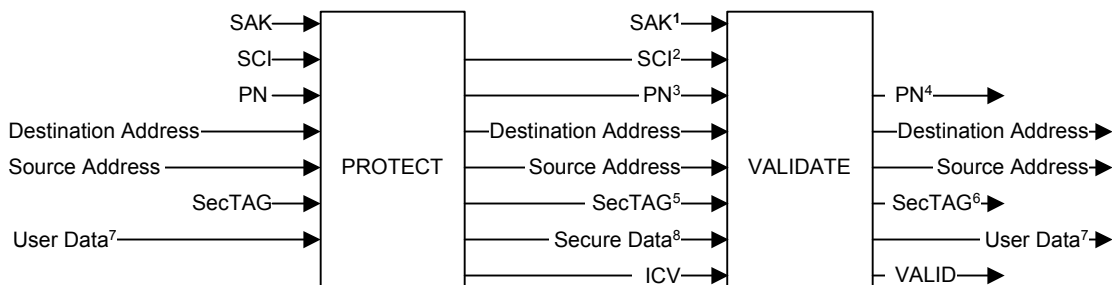 SAK SAK¹
SCI SCI²
PN PN³ PN⁴
Destination Address Destination Address Destination Address
Source Address PROTECT Source Address VALIDATE Source Address
SecTAG SecTAG⁵ SecTAG⁶
User Data⁷ Secure Data⁸ User Data⁷
ICV VALID